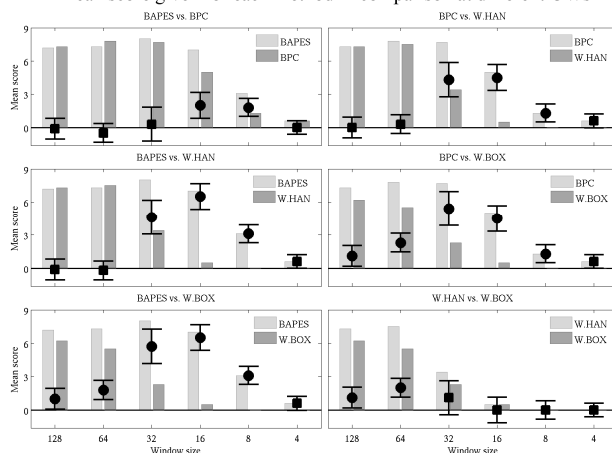 BAPES vs. BPC
BPC vs. W.HAN
9
6
3
0
Mean score
BAPES
BPC
BPC
W.HAN
BAPES vs. W.HAN
BPC vs. W.BOX
9
6
3
0
Mean score
BAPES
W.HAN
BPC
W.BOX
BAPES vs. W.BOX
W.HAN vs. W.BOX
9
6
3
0
Mean score
BAPES
W.BOX
W.HAN
W.BOX
128 64 32 16 8 4
128 64 32 16 8 4
Window size
Window size